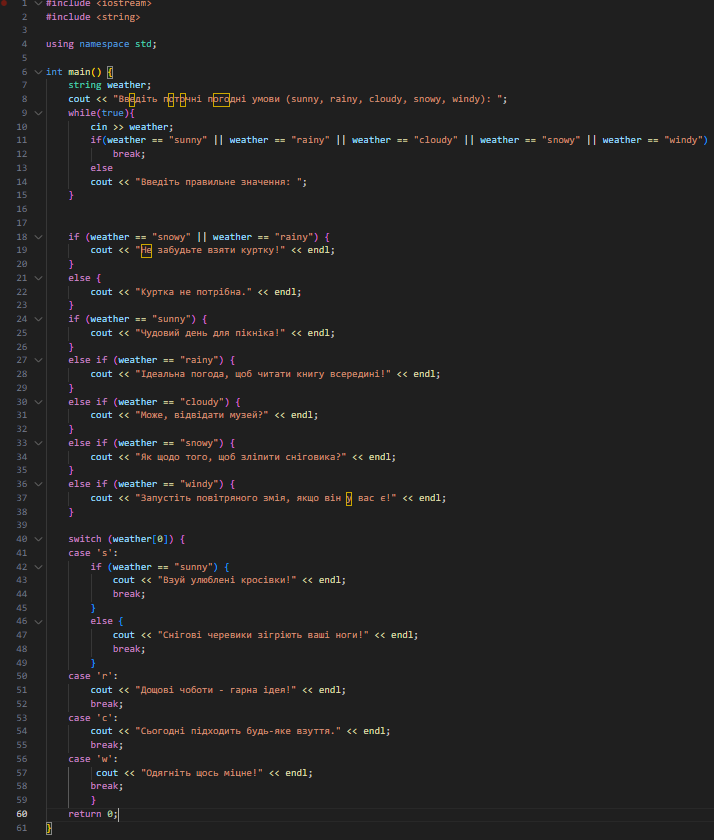 1 #include <iostream>
2 #include <string>
3
4 using namespace std;
5
6 int main() {
7 string weather;
8 cout << "Введіть поточні погодні умови (sunny, rainy, cloudy, snowy, windy): ";
9 while(true){
10 cin >> weather;
11 if(weather == "sunny" || weather == "rainy" || weather == "cloudy" || weather == "snowy" || weather == "windy")
12 break;
13 else
14 cout << "Введіть правильне значення: ";
15 }
16
17
18 if (weather == "snowy" || weather == "rainy") {
19 cout << "Не забудьте взяти куртку!" << endl;
20 }
21 else {
22 cout << "Куртка не потрібна." << endl;
23 }
24 if (weather == "sunny") {
25 cout << "Чудовий день для пікніка!" << endl;
26 }
27 else if (weather == "rainy") {
28 cout << "Ідеальна погода, щоб читати книгу всередині!" << endl;
29 }
30 else if (weather == "cloudy") {
31 cout << "Може, відвідати музей?" << endl;
32 }
33 else if (weather == "snowy") {
34 cout << "Як щодо того, щоб зліпити сніговика?" << endl;
35 }
36 else if (weather == "windy") {
37 cout << "Запустіть повітряного змія, якщо він у вас є!" << endl;
38 }
39
40 switch (weather[0]) {
41 case 's':
42 if (weather == "sunny") {
43 cout << "Взуй улюблені кросівки!" << endl;
44 break;
45 }
46 else {
47 cout << "Снігові черевики зігріють ваші ноги!" << endl;
48 break;
49 }
50 case 'r':
51 cout << "Дощові чоботи - гарна ідея!" << endl;
52 break;
53 case 'c':
54 cout << "Сьогодні підходить будь-яке взуття." << endl;
55 break;
56 case 'w':
57 cout << "Одягніть щось міцне!" << endl;
58 break;
59 }
60 return 0;
61 }